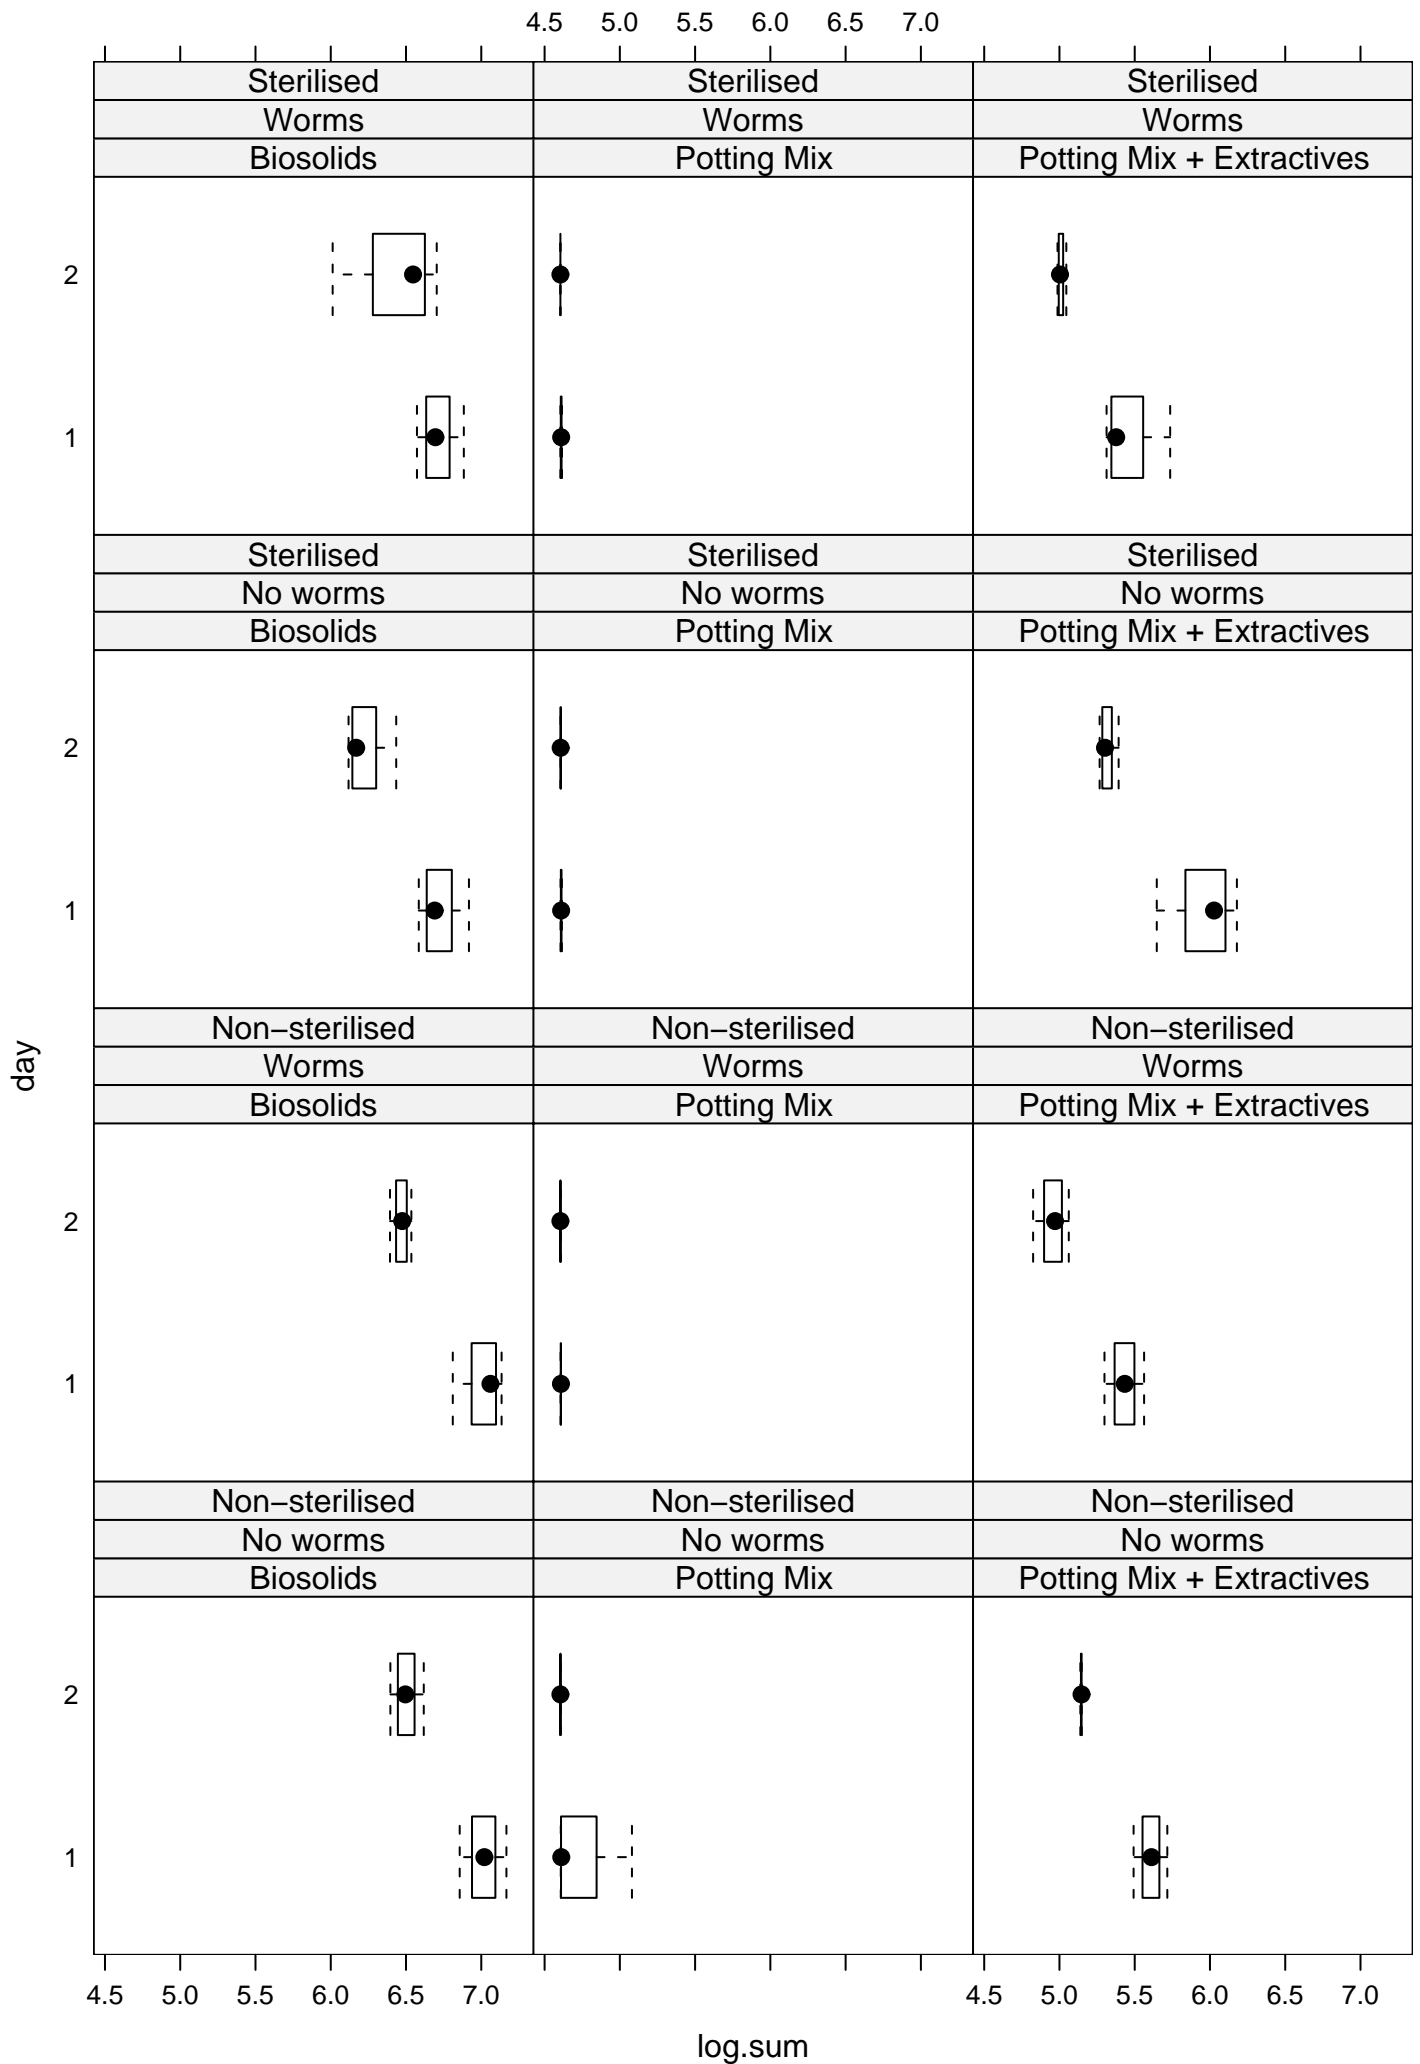 4.5 5.0 5.5 6.0 6.5 7.0
Sterilised Sterilised Sterilised
Worms Worms Worms
Biosolids Potting Mix Potting Mix + Extractives
2
1
Sterilised Sterilised Sterilised
No worms No worms No worms
Biosolids Potting Mix Potting Mix + Extractives
2
1
day
Non−sterilised Non−sterilised Non−sterilised
Worms Worms Worms
Biosolids Potting Mix Potting Mix + Extractives
2
1
Non−sterilised Non−sterilised Non−sterilised
No worms No worms No worms
Biosolids Potting Mix Potting Mix + Extractives
2
1
4.5 5.0 5.5 6.0 6.5 7.0 4.5 5.0 5.5 6.0 6.5 7.0
log.sum